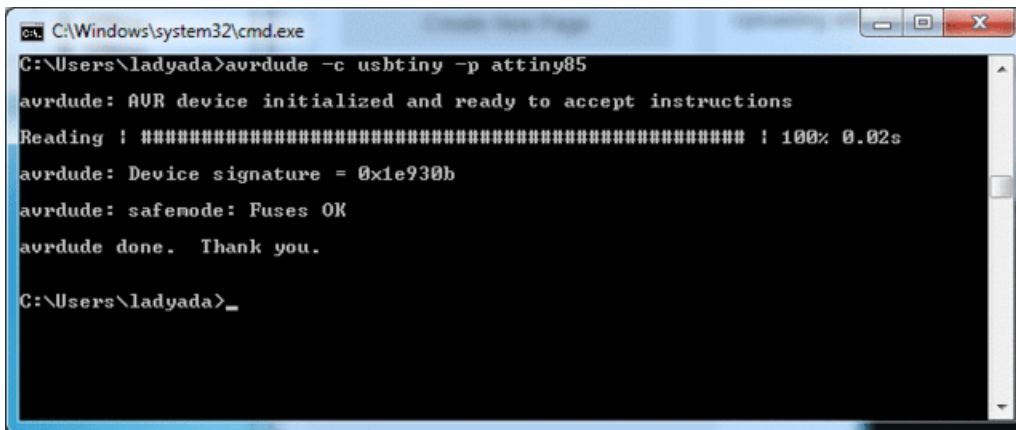 C:\Windows\system32\cmd.exe
C:\Users\ladyada>avrdude -c usbtiny -p attiny85
avrdude: AVR device initialized and ready to accept instructions
Reading | ################################################## | 100% 0.02s
avrdude: Device signature = 0x1e930b
avrdude: safemode: Fuses OK
avrdude done.  Thank you.
C:\Users\ladyada>_